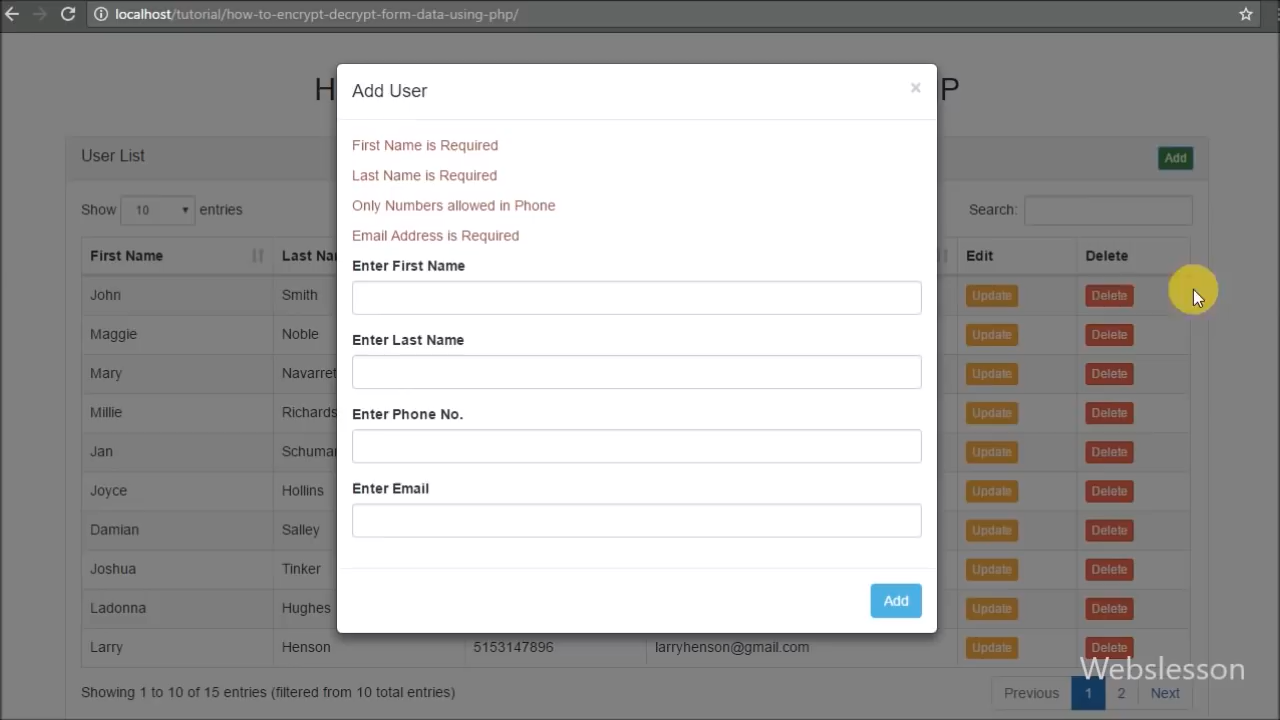 localhost/tutorial/how-to-encrypt-decrypt-form-data-using-php/
H P
Add User ×
User List Add
First Name is Required
Last Name is Required
Only Numbers allowed in Phone
Email Address is Required
Show 10 entries Search:
First Name Last Edit Delete
Enter First Name
Enter Last Name
Enter Phone No.
Enter Email
Add
John Smith Update Delete
Maggie Noble Update Delete
Mary Update Delete
Millie Update Delete
Jan Update Delete
Joyce Hollins Update Delete
Damian Salley Update Delete
Joshua Tinker Update Delete
Ladonna Hughes Update Delete
Larry Henson 5153147896 larryhenson@gmail.com Update Delete
Webslesson
Showing 1 to 10 of 15 entries (filtered from 10 total entries) Previous 1 2 Next